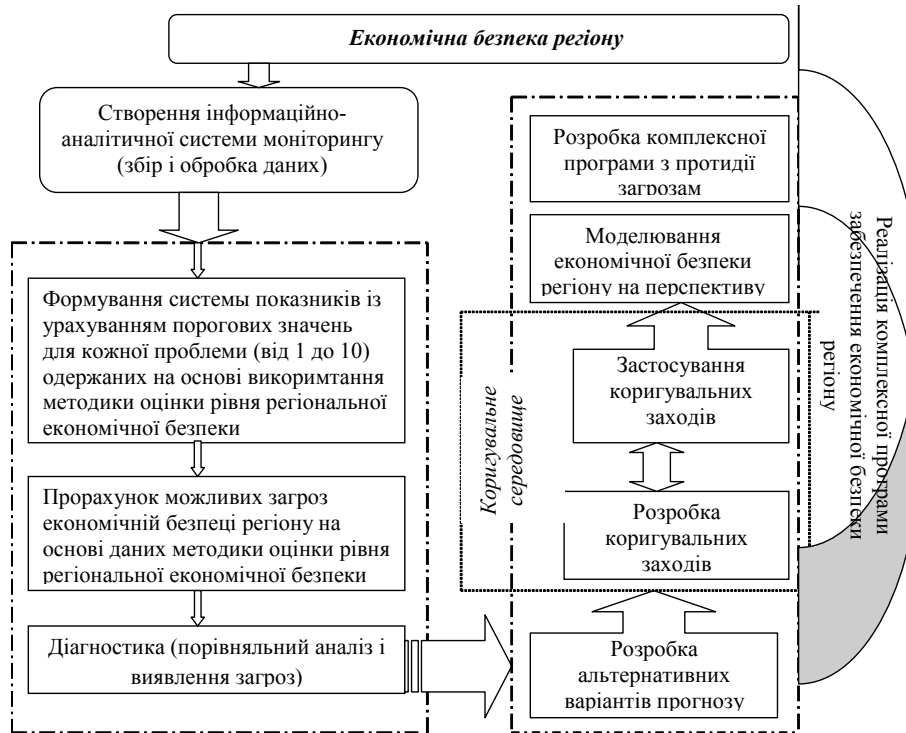 Економічна безпека регіону
Створення інформаційно-
аналітичної системи моніторингу
(збір і обробка даних)
Формування системы показників із
урахуванням порогових значень
для кожної проблеми (від 1 до 10)
одержаних на основі викоримтання
методики оцінки рівня регіональної
економічної безпеки
Прорахунок можливих загроз
економічній безпеці регіону на
основі даних методики оцінки рівня
регіональної економічної безпеки
Діагностика (порівняльний аналіз і
виявлення загроз)
Розробка комплексної
програми з протидії
загрозам
Моделювання
економічної безпеки
регіону на перспективу
Застосування
коригувальних
заходів
Розробка
коригувальних
заходів
Розробка
альтернативних
варіантів прогнозу
Коригувальне
середовище
Реалізація комплексної програми
забезпечення економічної безпеки
регіону